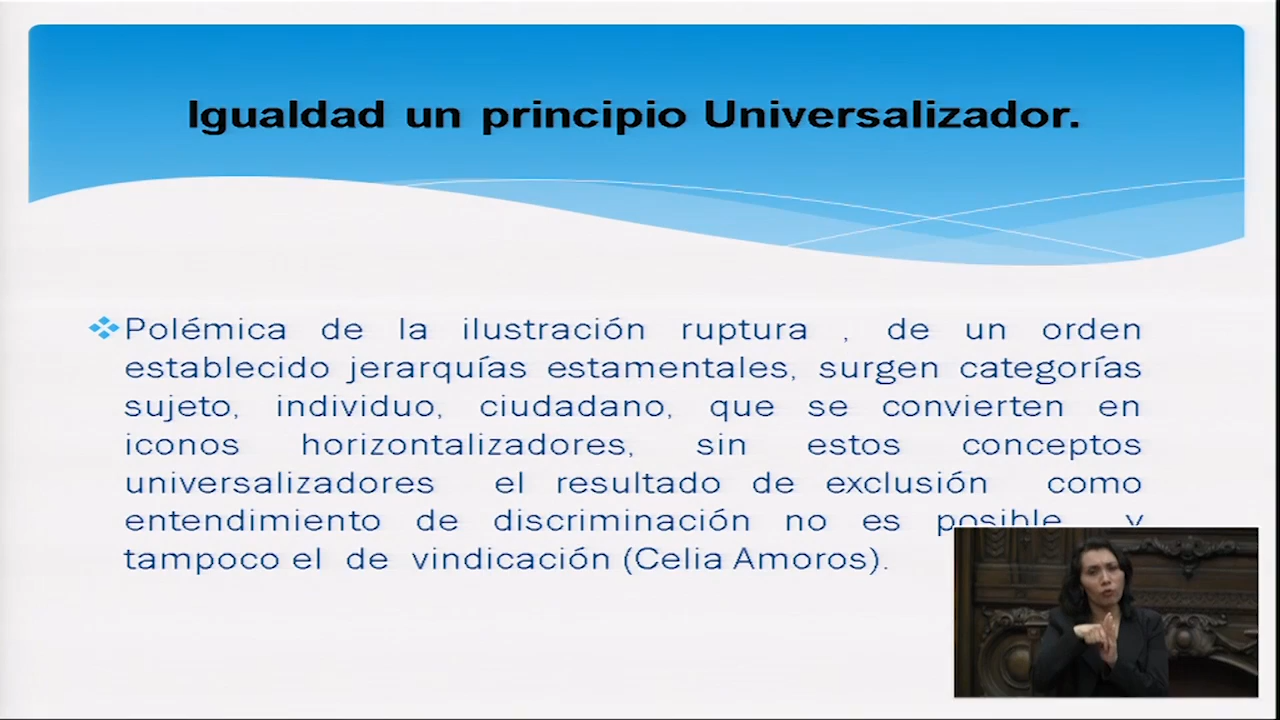 Igualdad un principio Universalizador.
Polémica de la ilustración ruptura , de un orden
establecido jerarquías estamentales, surgen categorías
sujeto, individuo, ciudadano, que se convierten en
iconos horizontalizadores, sin estos conceptos
universalizadores el resultado de exclusión como
entendimiento de discriminación no es posible y
tampoco el de vindicación (Celia Amoros).